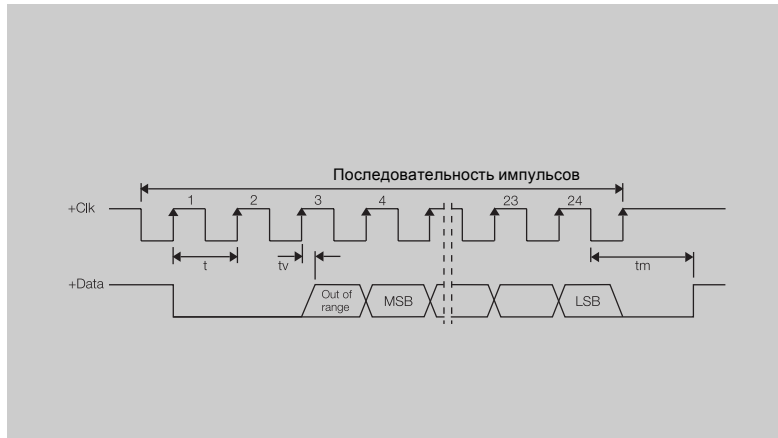 Последовательность импульсов
+Clk 1 2 3 4 23 24
t tv tm
+Data Out of range MSB LSB